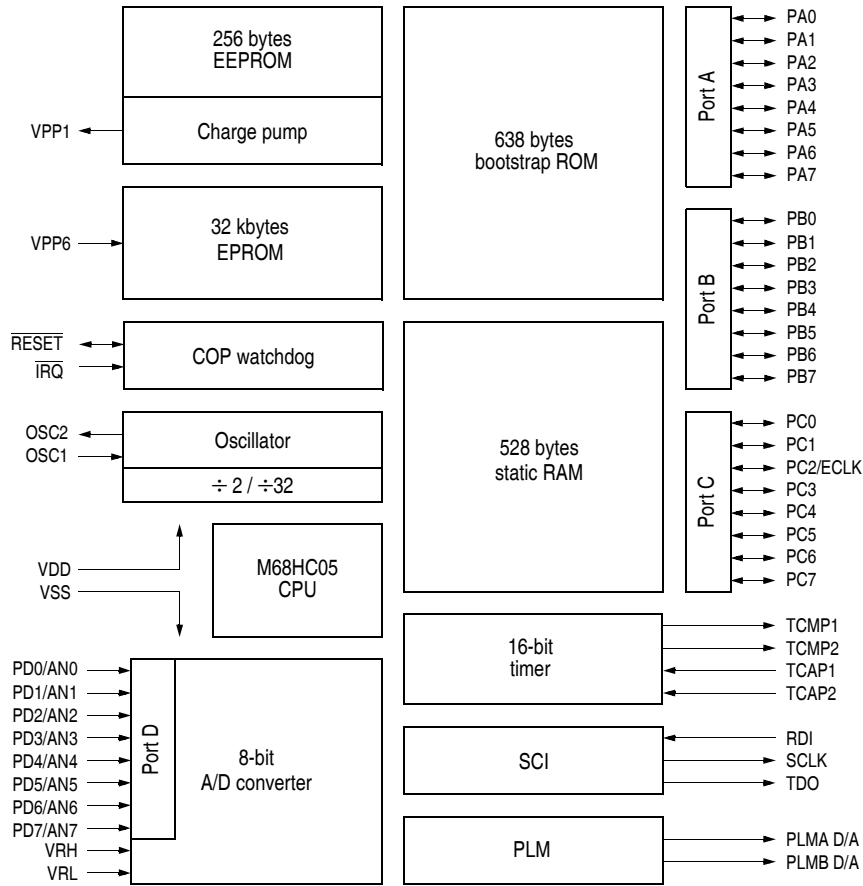 256 bytes
EEPROM
Charge pump
VPP1
32 kbytes
EPROM
VPP6
COP watchdog
RESET
IRQ
Oscillator
÷ 2 / ÷32
OSC2
OSC1
M68HC05
CPU
VDD
VSS
Port D
8-bit
A/D converter
PD0/AN0
PD1/AN1
PD2/AN2
PD3/AN3
PD4/AN4
PD5/AN5
PD6/AN6
PD7/AN7
VRH
VRL
638 bytes
bootstrap ROM
528 bytes
static RAM
16-bit
timer
SCI
PLM
Port A
PA0
PA1
PA2
PA3
PA4
PA5
PA6
PA7
Port B
PB0
PB1
PB2
PB3
PB4
PB5
PB6
PB7
Port C
PC0
PC1
PC2/ECLK
PC3
PC4
PC5
PC6
PC7
TCMP1
TCMP2
TCAP1
TCAP2
RDI
SCLK
TDO
PLMA D/A
PLMB D/A